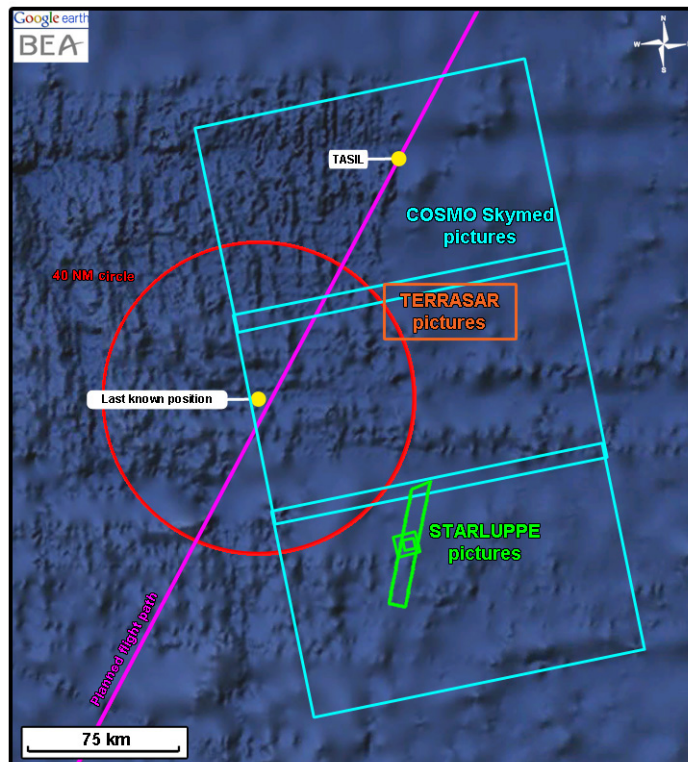 Google earth
BEA
N
W
S
TASIL
COSMO Skymed
pictures
40 NM circle
TERRASAR
pictures
Last known position
STARLUPPE
pictures
Planned flight path
75 km